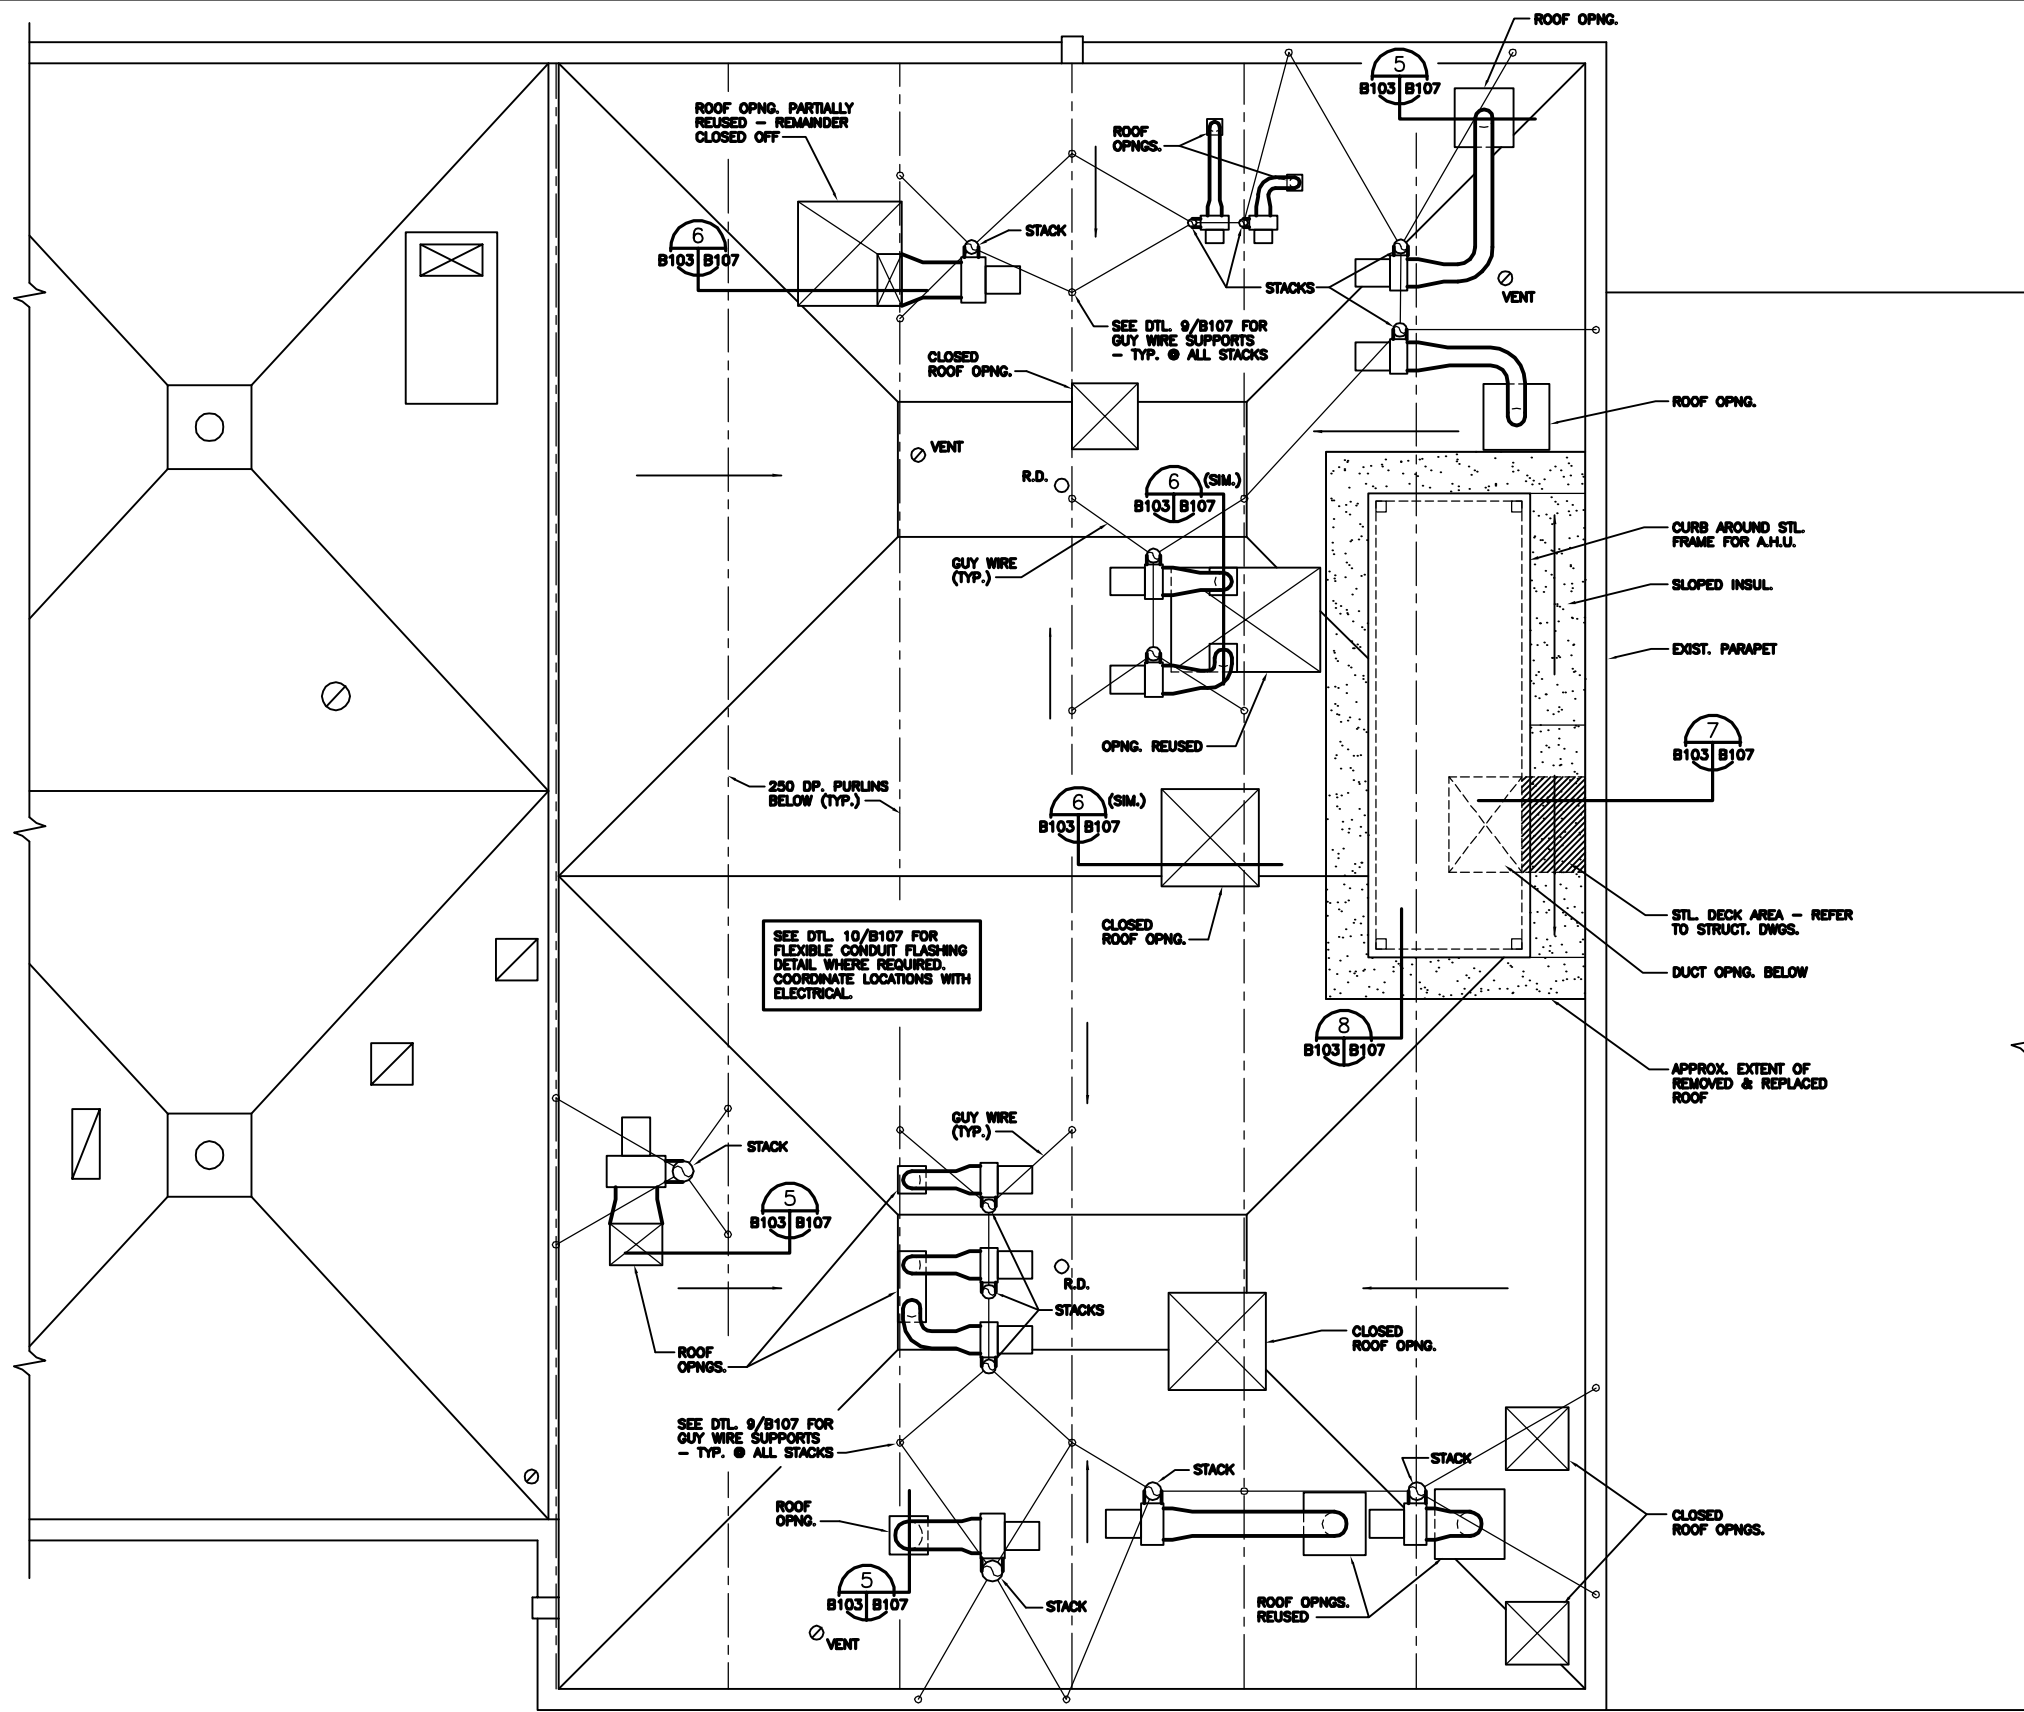 ROOF OPNG.
5
B103 B107
ROOF OPNG. PARTIALLY
REUSED - REMAINDER
CLOSED OFF
ROOF
OPNGS.
6
B103 B107
STACK
STACKS
VENT
SEE DTL. 9/B107 FOR
GUY WIRE SUPPORTS
- TYP. @ ALL STACKS
CLOSED
ROOF OPNG.
ROOF OPNG.
VENT
R.D.
6
(SIM.)
B103 B107
CURB AROUND STL.
FRAME FOR A.H.U.
GUY WIRE
(TYP.)
SLOPED INSUL.
EXIST. PARAPET
OPNG. REUSED
7
B103 B107
250 DP. PURLINS
BELOW (TYP.)
6
(SIM.)
B103 B107
CLOSED
ROOF OPNG.
STL. DECK AREA - REFER
TO STRUCT. DWGS.
SEE DTL. 10/B107 FOR
FLEXIBLE CONDUIT FLASHING
DETAIL WHERE REQUIRED.
COORDINATE LOCATIONS WITH
ELECTRICAL.
DUCT OPNG. BELOW
8
B103 B107
APPROX. EXTENT OF
REMOVED & REPLACED
ROOF
GUY WIRE
(TYP.)
STACK
5
B103 B107
R.D.
STACKS
CLOSED
ROOF OPNG.
ROOF
OPNGS.
SEE DTL. 9/B107 FOR
GUY WIRE SUPPORTS
- TYP. @ ALL STACKS
STACK
STACK
ROOF
OPNG.
CLOSED
ROOF OPNGS.
5
B103 B107
STACK
ROOF OPNGS.
REUSED
VENT